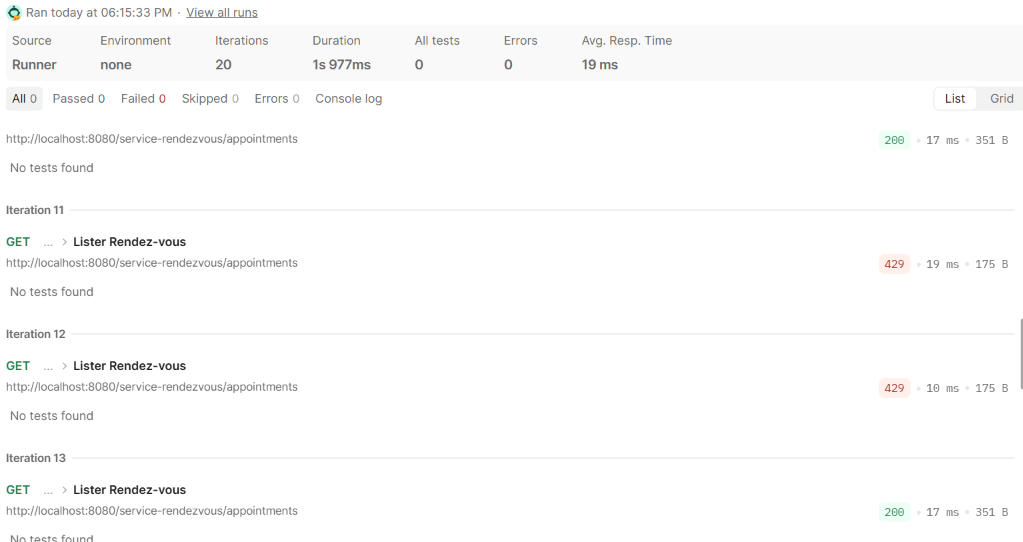 Ran today at 06:15:33 PM · View all runs
Source Environment Iterations Duration All tests Errors Avg. Resp. Time
Runner none 20 1s 977ms 0 0 19 ms
All 0 Passed 0 Failed 0 Skipped 0 Errors 0 Console log List Grid
http://localhost:8080/service-rendezvous/appointments 200 • 17 ms • 351 B
No tests found
Iteration 11
GET ... > Lister Rendez-vous
http://localhost:8080/service-rendezvous/appointments 429 • 19 ms • 175 B
No tests found
Iteration 12
GET ... > Lister Rendez-vous
http://localhost:8080/service-rendezvous/appointments 429 • 10 ms • 175 B
No tests found
Iteration 13
GET ... > Lister Rendez-vous
http://localhost:8080/service-rendezvous/appointments 200 • 17 ms • 351 B
No tests found